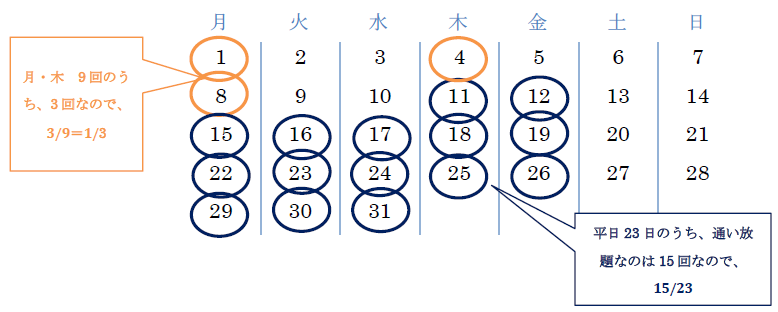 月 火 水 木 金 土 日
1 2 3 4 5 6 7
8 9 10 11 12 13 14
15 16 17 18 19 20 21
22 23 24 25 26 27 28
29 30 31
月・木　9回のう
ち、3回なので、
3/9＝1/3
平日23日のうち、通い放
題なのは15回なので、
15/23